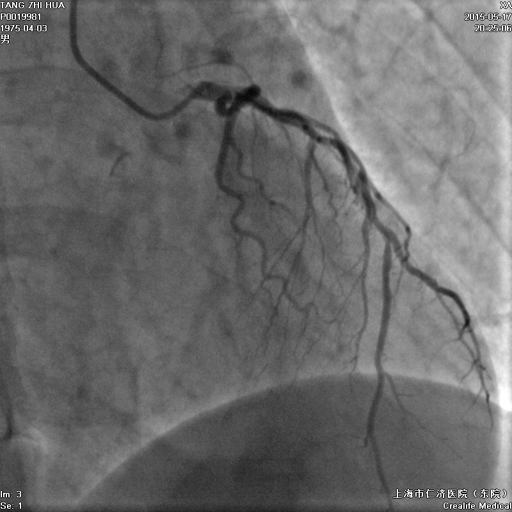 TANG ZHI HUA
P0019981
1975-04-03
男
XA
2015-05-17
20:25:06
Im: 3
Se: 1
上海市仁济医院（东院）
Crealife Medical